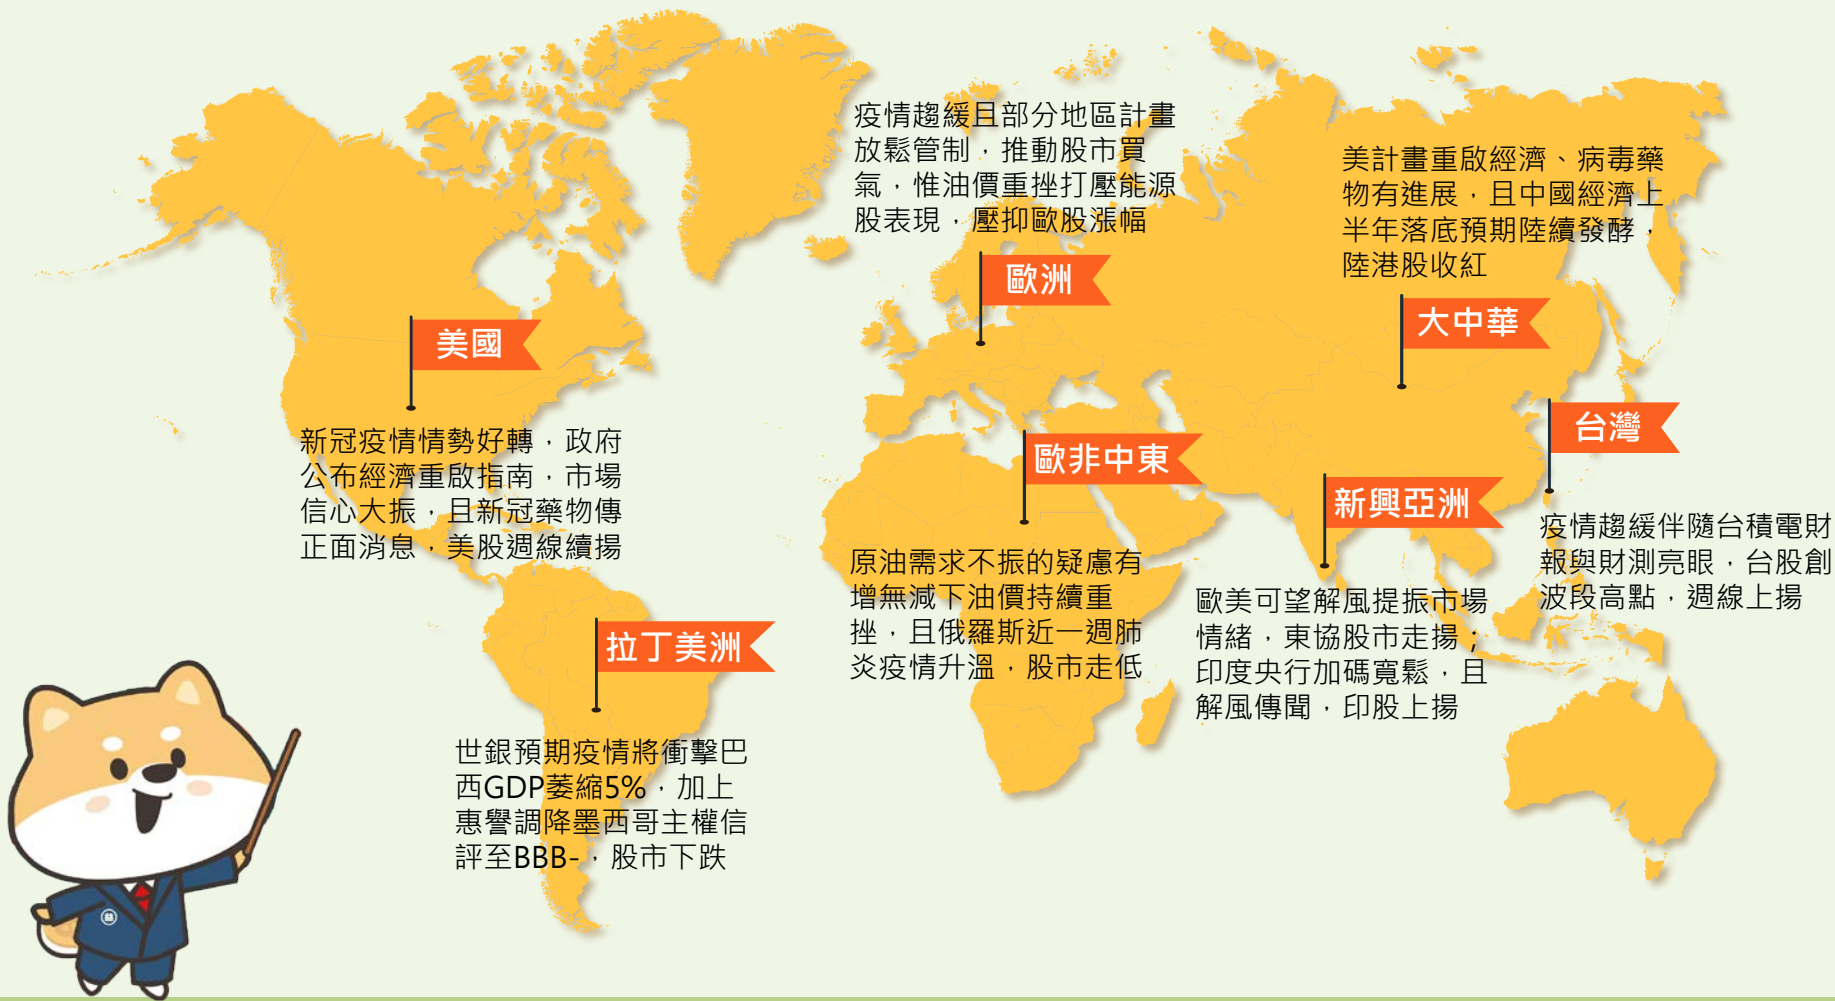 疫情趨緩且部分地區計畫
放鬆管制，推動股市買
氣，惟油價重挫打壓能源
股表現，壓抑歐股漲幅
歐洲
美計畫重啟經濟、病毒藥
物有進展，且中國經濟上
半年落底預期陸續發酵，
陸港股收紅
大中華
美國
新冠疫情情勢好轉，政府
公布經濟重啟指南，市場
信心大振，且新冠藥物傳
正面消息，美股週線續揚
台灣
疫情趨緩伴隨台積電財
報與財測亮眼，台股創
波段高點，週線上揚
歐非中東
原油需求不振的疑慮有
增無減下油價持續重
挫，且俄羅斯近一週肺
炎疫情升溫，股市走低
新興亞洲
歐美可望解風提振市場
情緒，東協股市走揚；
印度央行加碼寬鬆，且
解風傳聞，印股上揚
拉丁美洲
世銀預期疫情將衝擊巴
西GDP萎縮5%，加上
惠譽調降墨西哥主權信
評至BBB-，股市下跌